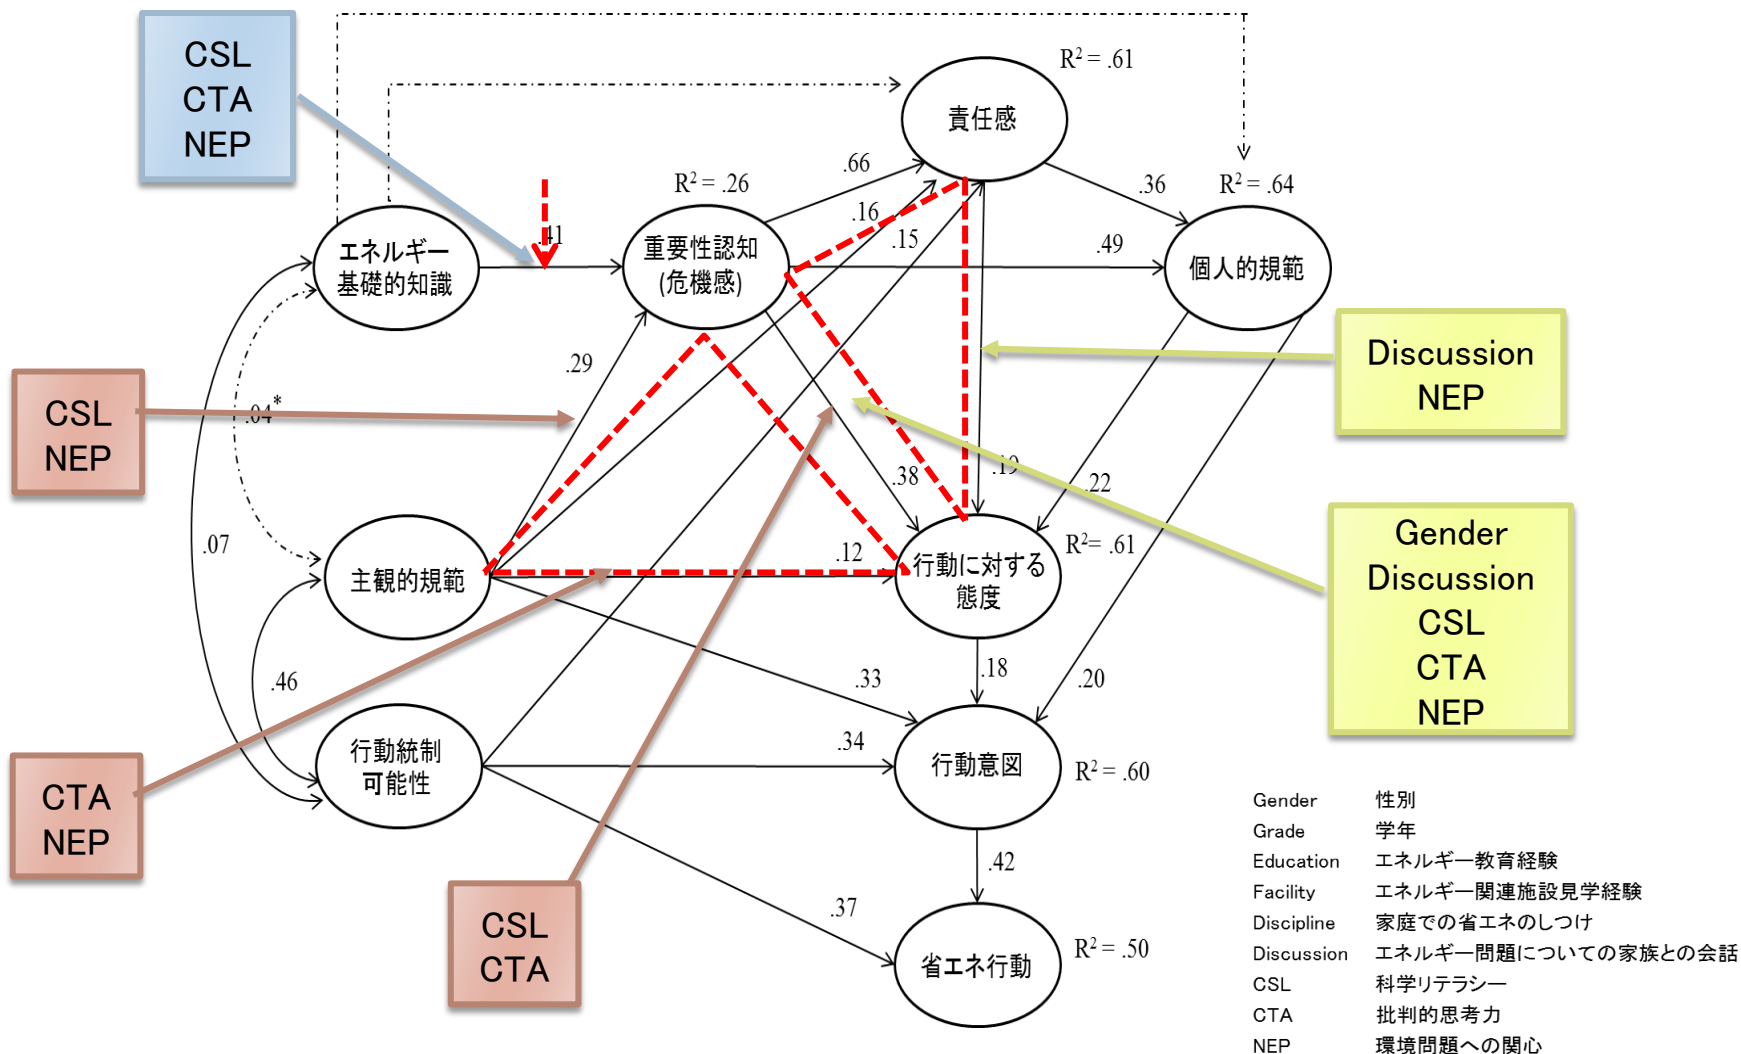 CSL
CTA
NEP
R² = .61
責任感
.66
.36
R² = .26
R² = .64
.16
.15
.41
エネルギー
基礎的知識
重要性認知
(危機感)
.49
個人的規範
Discussion
NEP
.29
CSL
NEP
.04*
.38
.19
.22
Gender
Discussion
CSL
CTA
NEP
.07
.12
R²= .61
主観的規範
行動に対する
態度
.46
.33
.18
.20
行動統制
可能性
.34
行動意図
R² = .60
CTA
NEP
.42
.37
CSL
CTA
省エネ行動
R² = .50
Gender 性別
Grade 学年
Education エネルギー教育経験
Facility エネルギー関連施設見学経験
Discipline 家庭での省エネのしつけ
Discussion エネルギー問題についての家族との会話
CSL 科学リテラシー
CTA 批判的思考力
NEP 環境問題への関心